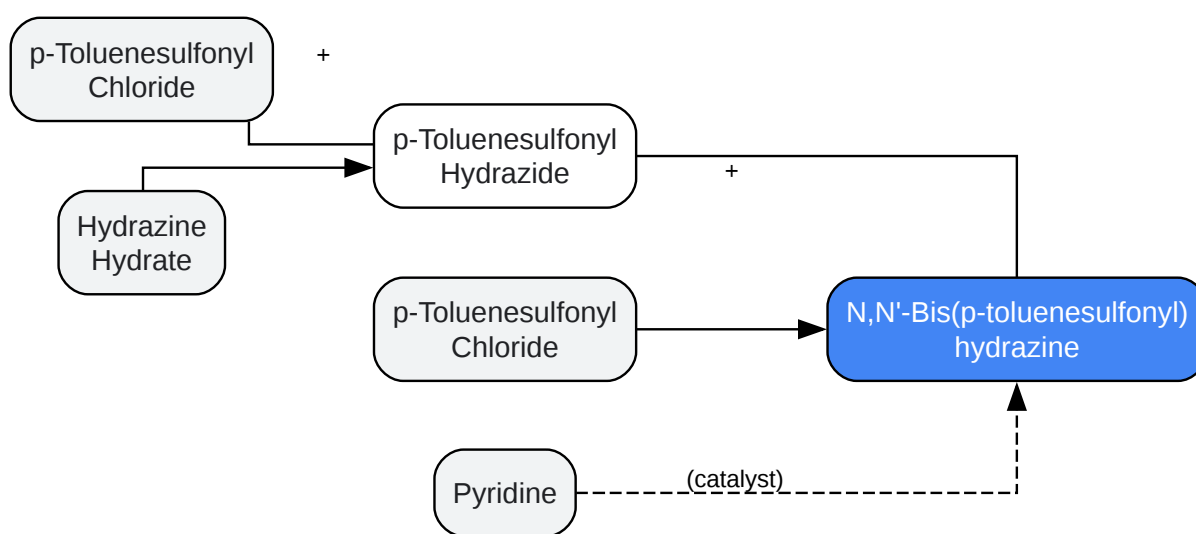 p-Toluenesulfonyl
Chloride
+
p-Toluenesulfonyl
Hydrazide
+
Hydrazine
Hydrate
p-Toluenesulfonyl
Chloride
N,N'-Bis(p-toluenesulfonyl)
hydrazine
Pyridine
(catalyst)